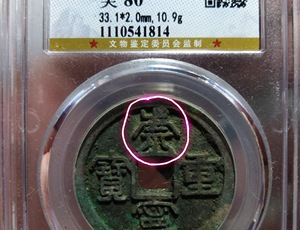 美 80
33.1*2.0mm,10.9g
1110541814
文物鉴定委员会监制
崇
寳 重
寧